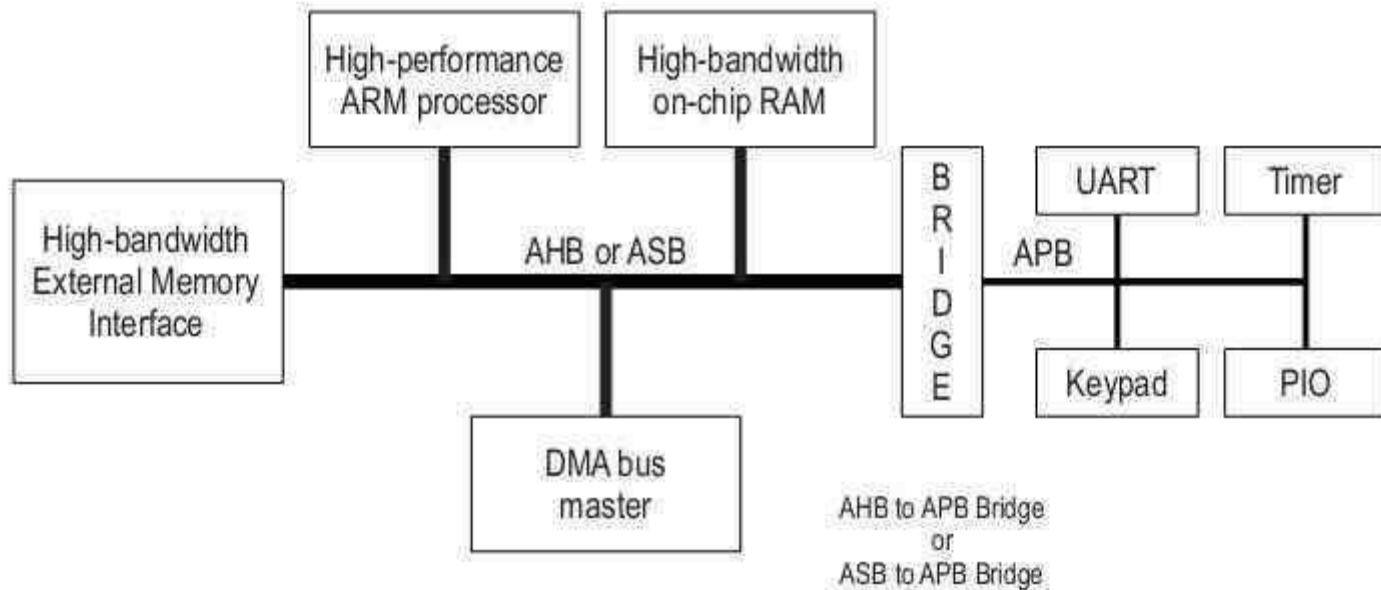 High-performance
ARM processor
High-bandwidth
on-chip RAM
High-bandwidth
External Memory
Interface
AHB or ASB
B
R
I
D
G
E
APB
UART
Timer
Keypad
PIO
DMA bus
master
AHB to APB Bridge
or
ASB to APB Bridge